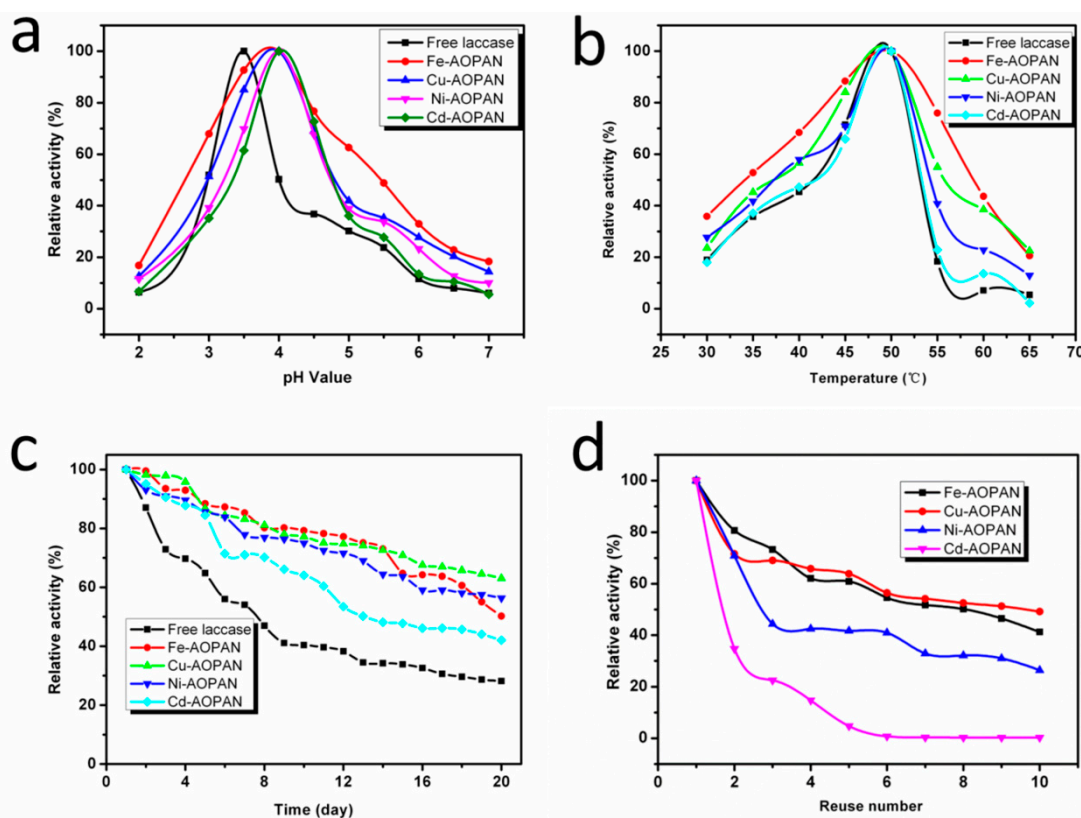 a
Relative activity (%)
100
80
60
40
20
0
Free laccase
Fe-AOPAN
Cu-AOPAN
Ni-AOPAN
Cd-AOPAN
2 3 4 5 6 7
pH Value
b
Relative activity (%)
100
80
60
40
20
0
Free laccase
Fe-AOPAN
Cu-AOPAN
Ni-AOPAN
Cd-AOPAN
25 30 35 40 45 50 55 60 65 70
Temperature (℃)
c
Relative activity (%)
100
80
60
40
20
0
Free laccase
Fe-AOPAN
Cu-AOPAN
Ni-AOPAN
Cd-AOPAN
0 4 8 12 16 20
Time (day)
d
Relative activity (%)
100
80
60
40
20
0
Fe-AOPAN
Cu-AOPAN
Ni-AOPAN
Cd-AOPAN
0 2 4 6 8 10
Reuse number